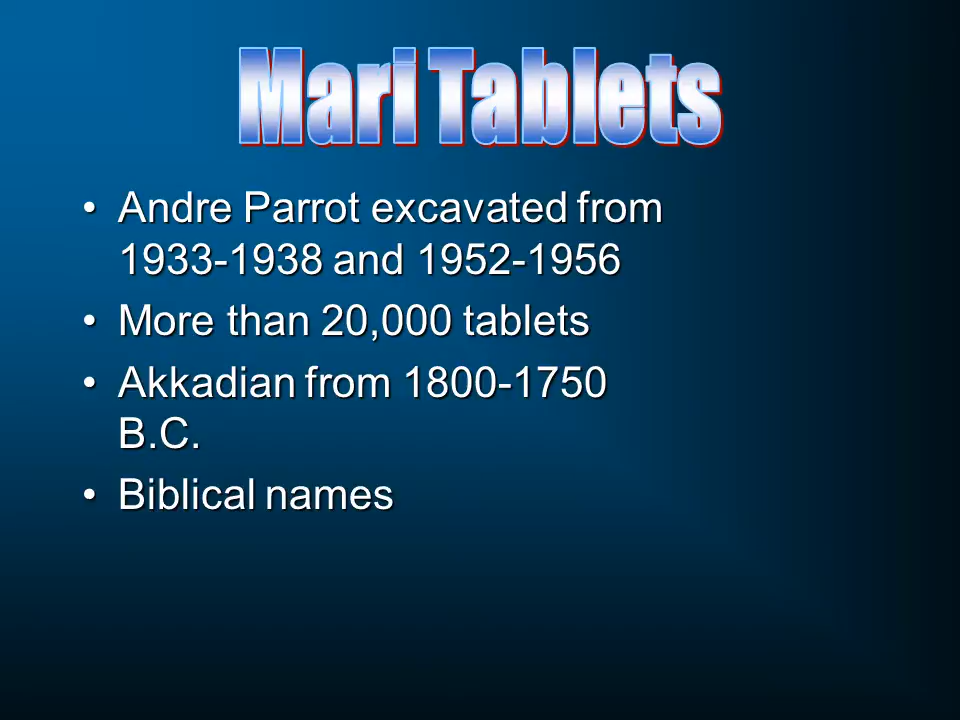 Mari Tablets
• Andre Parrot excavated from
1933-1938 and 1952-1956
• More than 20,000 tablets
• Akkadian from 1800-1750
B.C.
• Biblical names